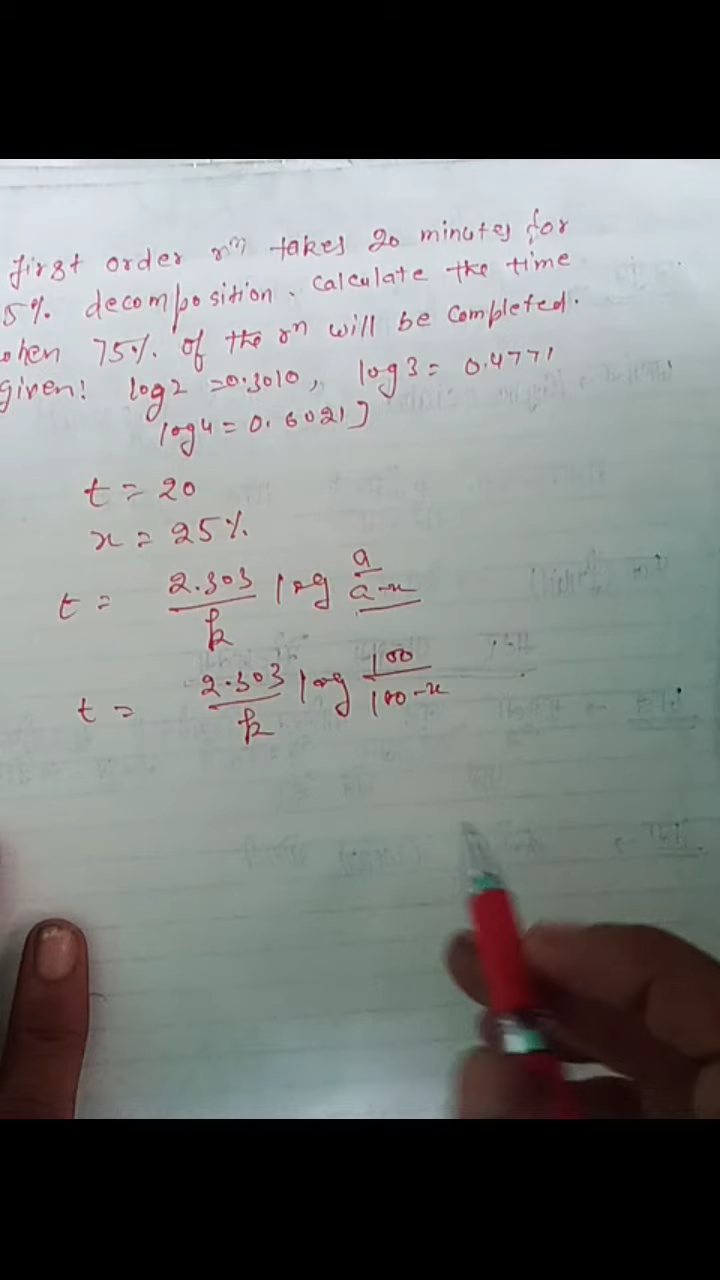 first order rxn takes 20 minutes for
5% decomposition. calculate the time
when 75% of the rxn will be completed.
given: log2 = 0.3010, log3 = 0.4771
log4 = 0.6021]
t = 20
x = 25%
t = 2.303/k log a/a-x
t = 2.303/k log 100/100-x